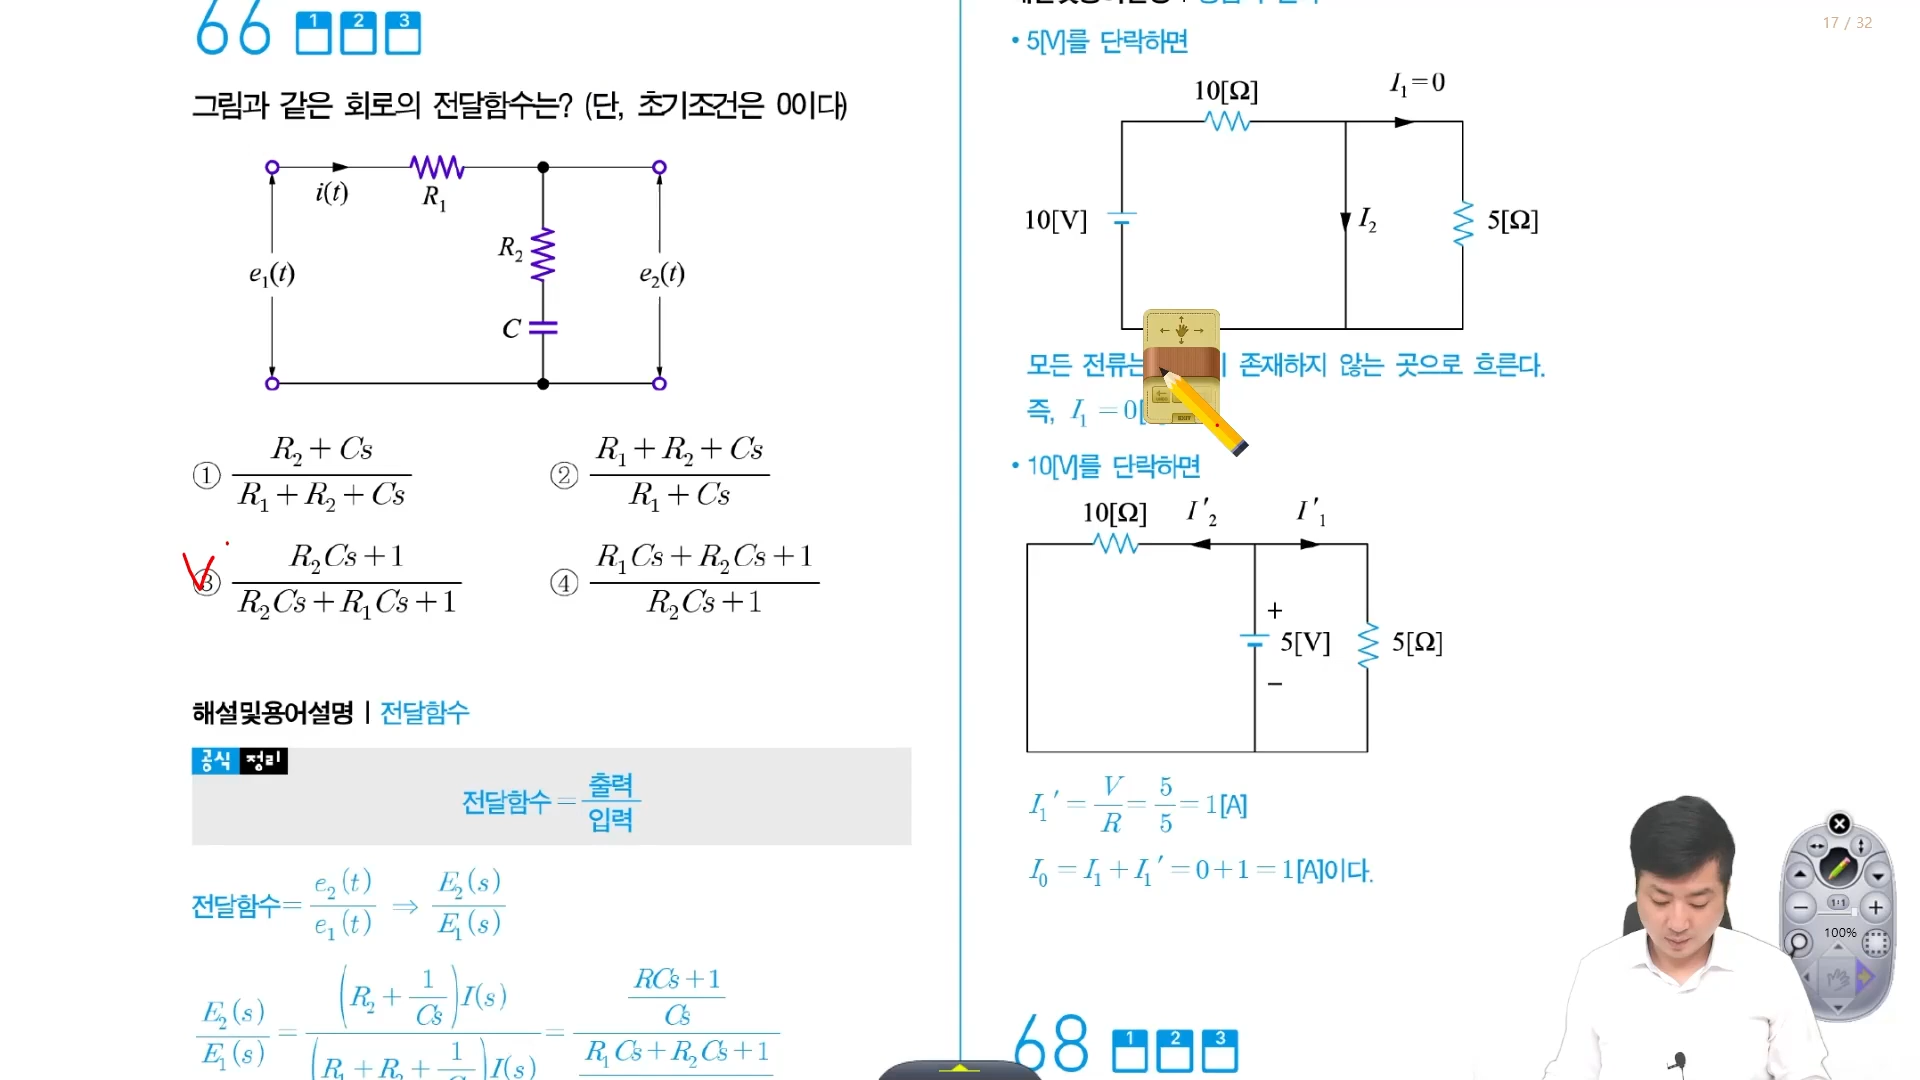 66 1 2 3
그림과 같은 회로의 전달함수는? (단, 초기조건은 0이다)
i(t)
R₁
R₂
e₁(t)
e₂(t)
C
① (R₂ + Cs)/(R₁ + R₂ + Cs)
② (R₁ + R₂ + Cs)/(R₁ + Cs)
③ (R₂Cs + 1)/(R₂Cs + R₁Cs + 1)
④ (R₁Cs + R₂Cs + 1)/(R₂Cs + 1)
해설및용어설명 | 전달함수
공식 정리
전달함수 = 출력/입력
전달함수 = e₂(t)/e₁(t) ⇒ E₂(s)/E₁(s)
E₂(s)/E₁(s) = (R₂ + 1/Cs)I(s)/(R₁ + R₂ + 1/)I(s) = (RCs + 1)/Cs / R₁Cs + R₂Cs + 1
• 5[V]를 단락하면
10[Ω]
I₁=0
10[V]
I₂
5[Ω]
모든 전류는 존재하지 않는 곳으로 흐른다.
즉, I₁ = 0[
• 10[V]를 단락하면
10[Ω]
I′₂
I′₁
+
5[V]
5[Ω]
−
I₁′ = V/R = 5/5 = 1[A]
I₀ = I₁ + I₁′ = 0 + 1 = 1[A]이다.
68 1 2 3
17 / 32
EXIT
1:1
100%